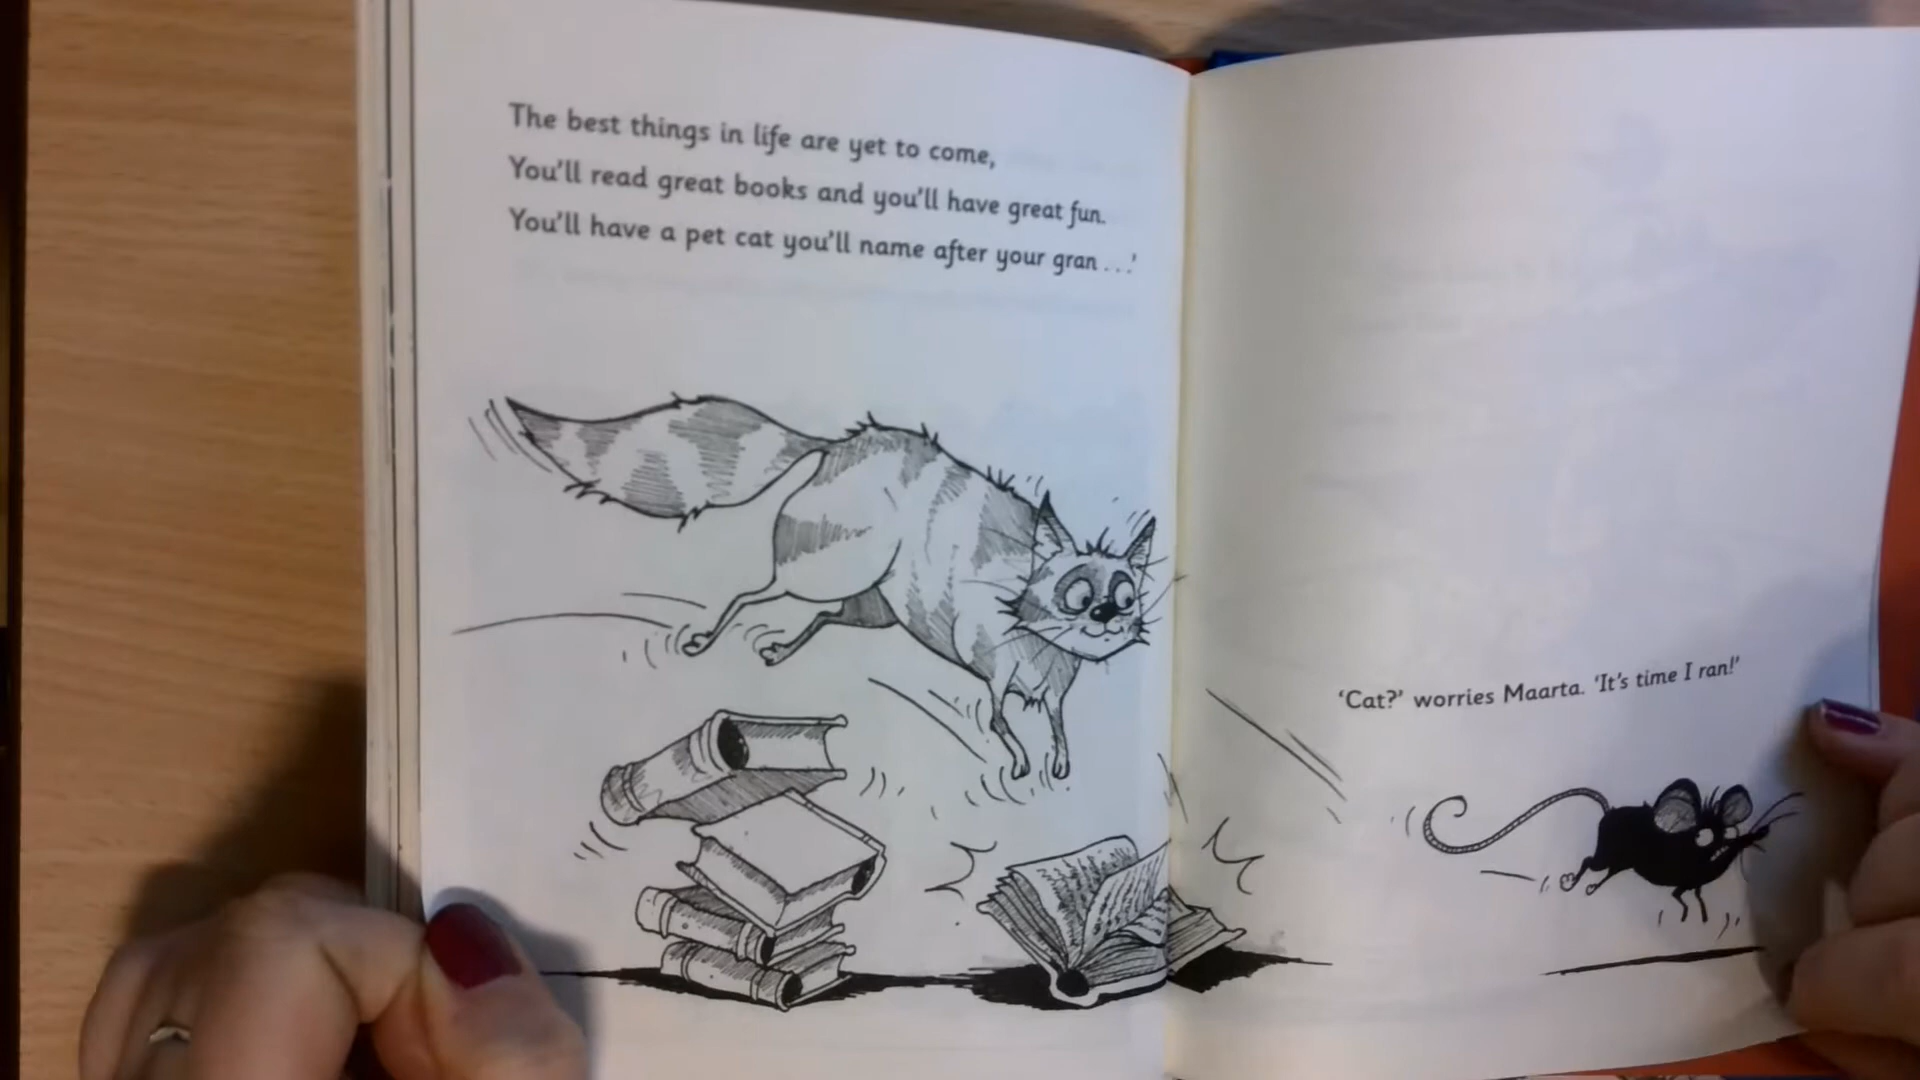 The best things in life are yet to come,
You'll read great books and you'll have great fun.
You'll have a pet cat you'll name after your gran . . .'
'Cat?' worries Maarta. 'It's time I ran!'